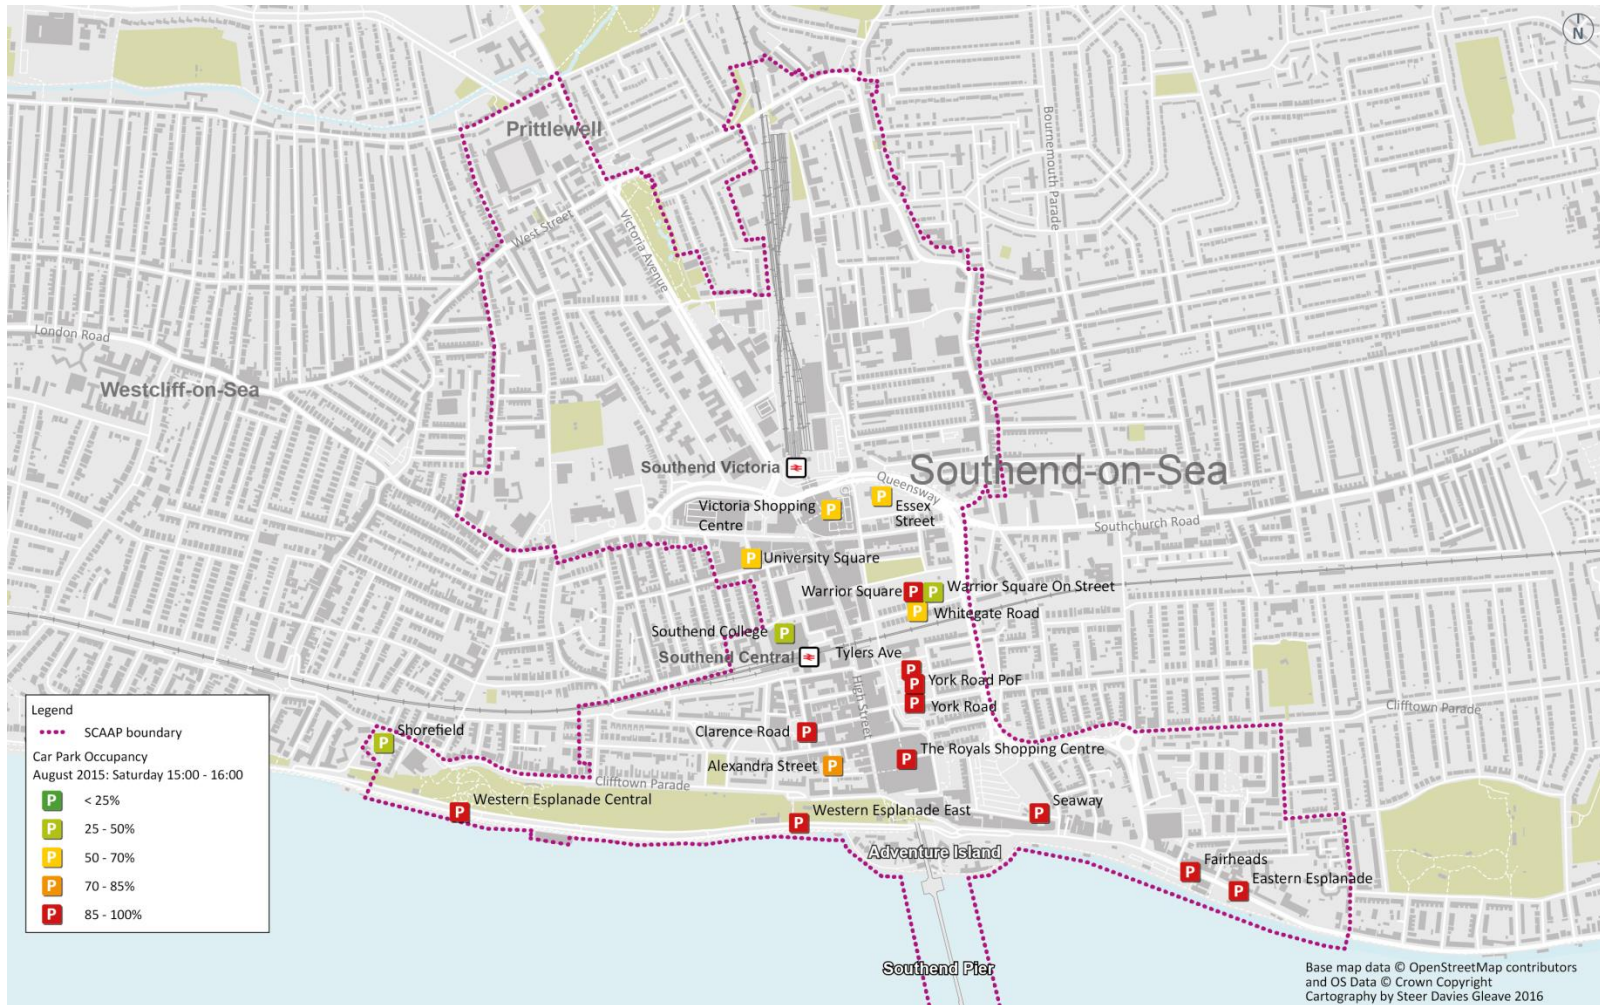 N
Prittlewell
Bournemouth Parade
West Street
Victoria Avenue
London Road
Westcliff-on-Sea
Southend Victoria
Southend-on-Sea
Queensway
Victoria Shopping
Centre
P
P
Essex
Street
Southchurch Road
P
University Square
Warrior Square
P
P
Warrior Square On Street
P
Whitegate Road
Southend College
P
Southend Central
Tylers Ave
P
P
York Road PoF
P
York Road
High Street
Clifftown Parade
P
Shorefield
Clarence Road
P
P
The Royals Shopping Centre
Alexandra Street
P
Clifftown Parade
P
Western Esplanade Central
P
Western Esplanade East
P
Seaway
Adventure Island
P
Fairheads
P
Eastern Esplanade
Southend Pier
Legend
SCAAP boundary
Car Park Occupancy
August 2015: Saturday 15:00 - 16:00
P < 25%
P 25 - 50%
P 50 - 70%
P 70 - 85%
P 85 - 100%
Base map data © OpenStreetMap contributors
and OS Data © Crown Copyright
Cartography by Steer Davies Gleave 2016